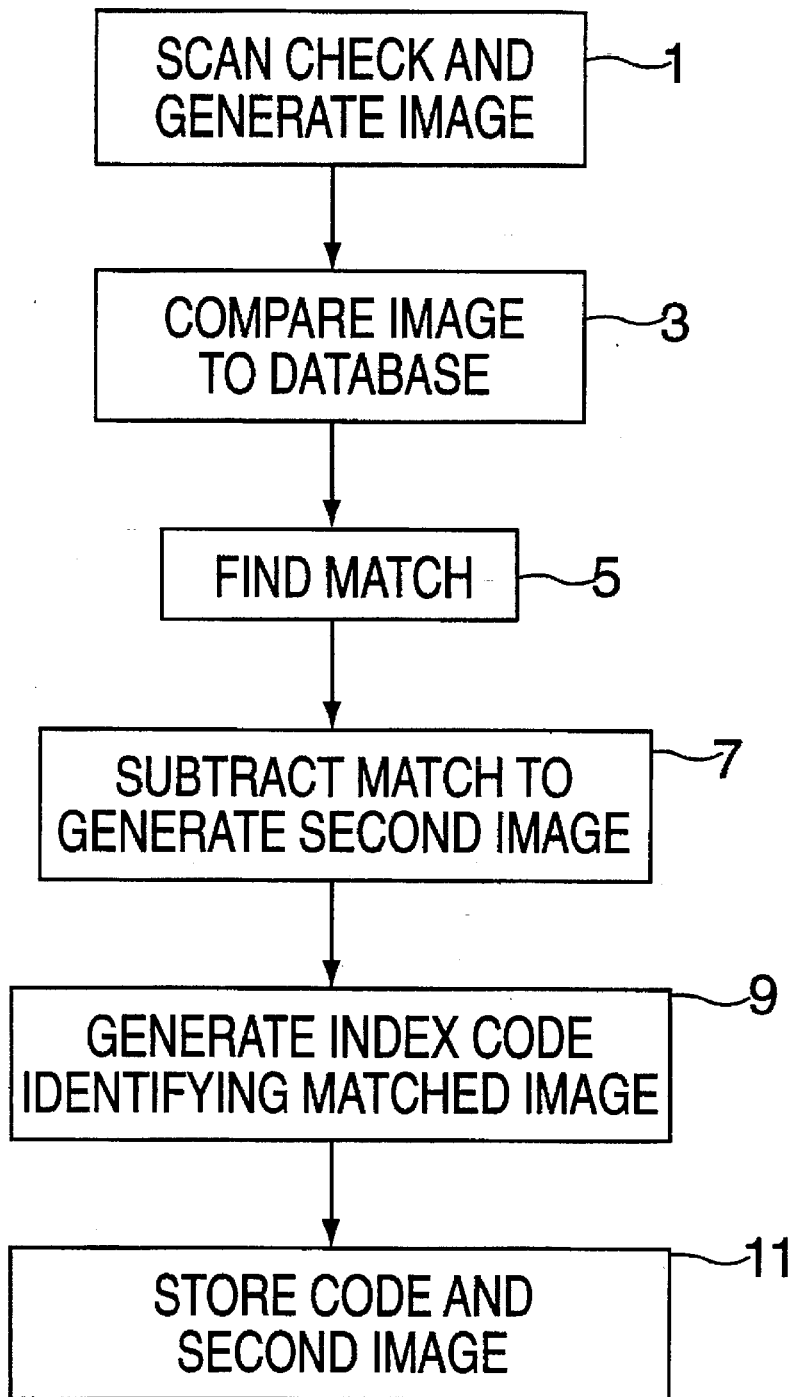 SCAN CHECK AND
GENERATE IMAGE
1
COMPARE IMAGE
TO DATABASE
3
FIND MATCH
5
SUBTRACT MATCH TO
GENERATE SECOND IMAGE
7
GENERATE INDEX CODE
IDENTIFYING MATCHED IMAGE
9
STORE CODE AND
SECOND IMAGE
11